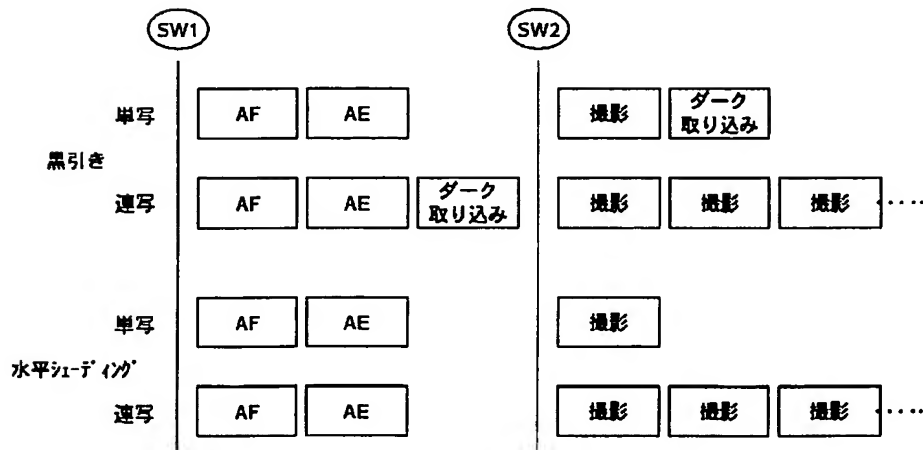 SW1 SW2
単写 AF AE 撮影 ダーク
取り込み
黒引き
連写 AF AE ダーク
取り込み 撮影 撮影 撮影 ・・・・・
単写 AF AE 撮影
水平ｼｪｰﾃﾞｨﾝｸﾞ
連写 AF AE 撮影 撮影 撮影 ・・・・・